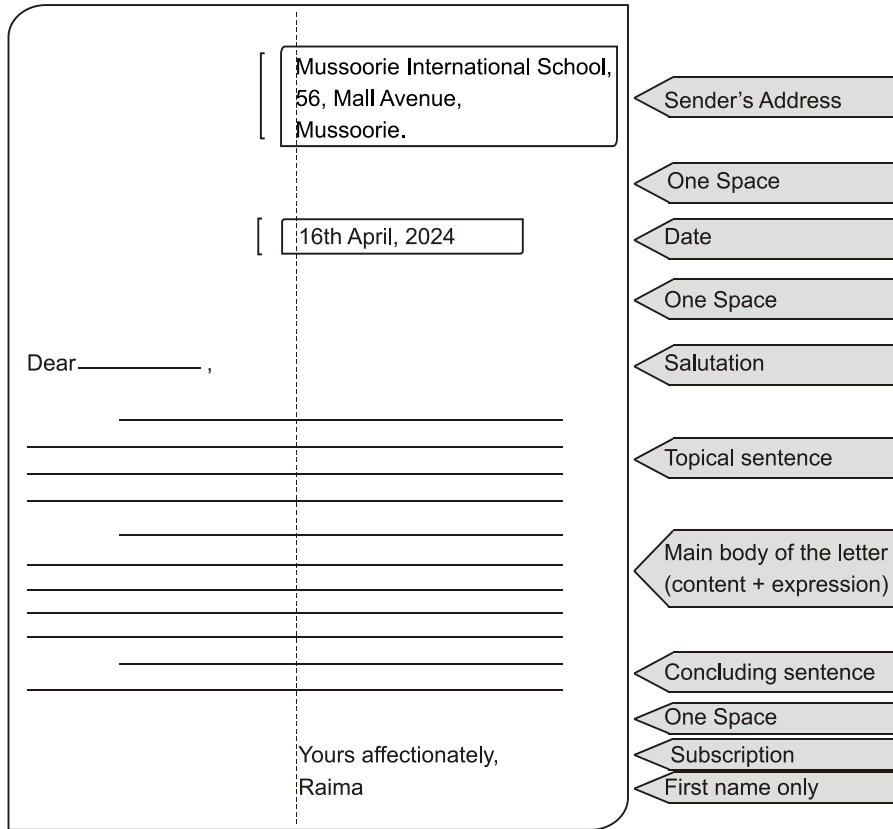 Mussoorie International School,
56, Mall Avenue,
Mussoorie.
Sender’s Address
One Space
16th April, 2024
Date
One Space
Dear__________ ,
Salutation
Topical sentence
Main body of the letter
(content + expression)
Concluding sentence
One Space
Yours affectionately,
Subscription
Raima
First name only